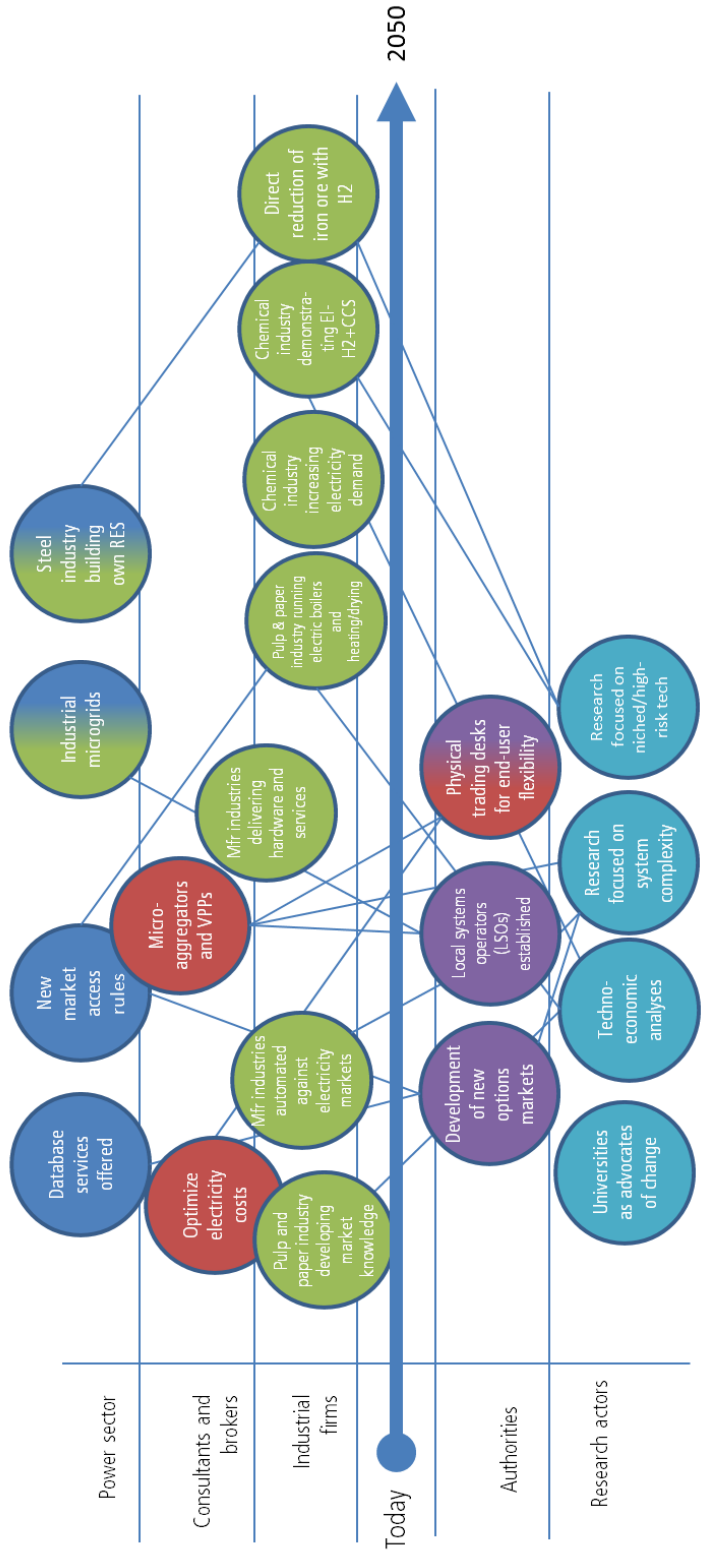 Power sector
Database
services
offered
New
market
access
rules
Industrial
microgrids
Steel
industry
building
own RES
Consultants and
brokers
Optimize
electricity
costs
Micro-
aggregators
and VPPs
Industrial
firms
Pulp and
paper industry
developing
market
knowledge
Mfr industries
automated
against
electricity
markets
Mfr industries
delivering
hardware and
services
Pulp & paper
industry running
electric boilers
and
heating/drying
Chemical
industry
increasing
electricity
demand
Chemical
industry
demonstra-
ting El-
H2+CCS
Direct
reduction of
iron ore with
H2
Today
2050
Authorities
Development
of new
options
markets
Local systems
operators
(LSOs)
established
Physical
trading desks
for end-user
flexibility
Research actors
Universities
as advocates
of change
Techno-
economic
analyses
Research
focused on
system
complexity
Research
focused on
niched/high-
risk tech